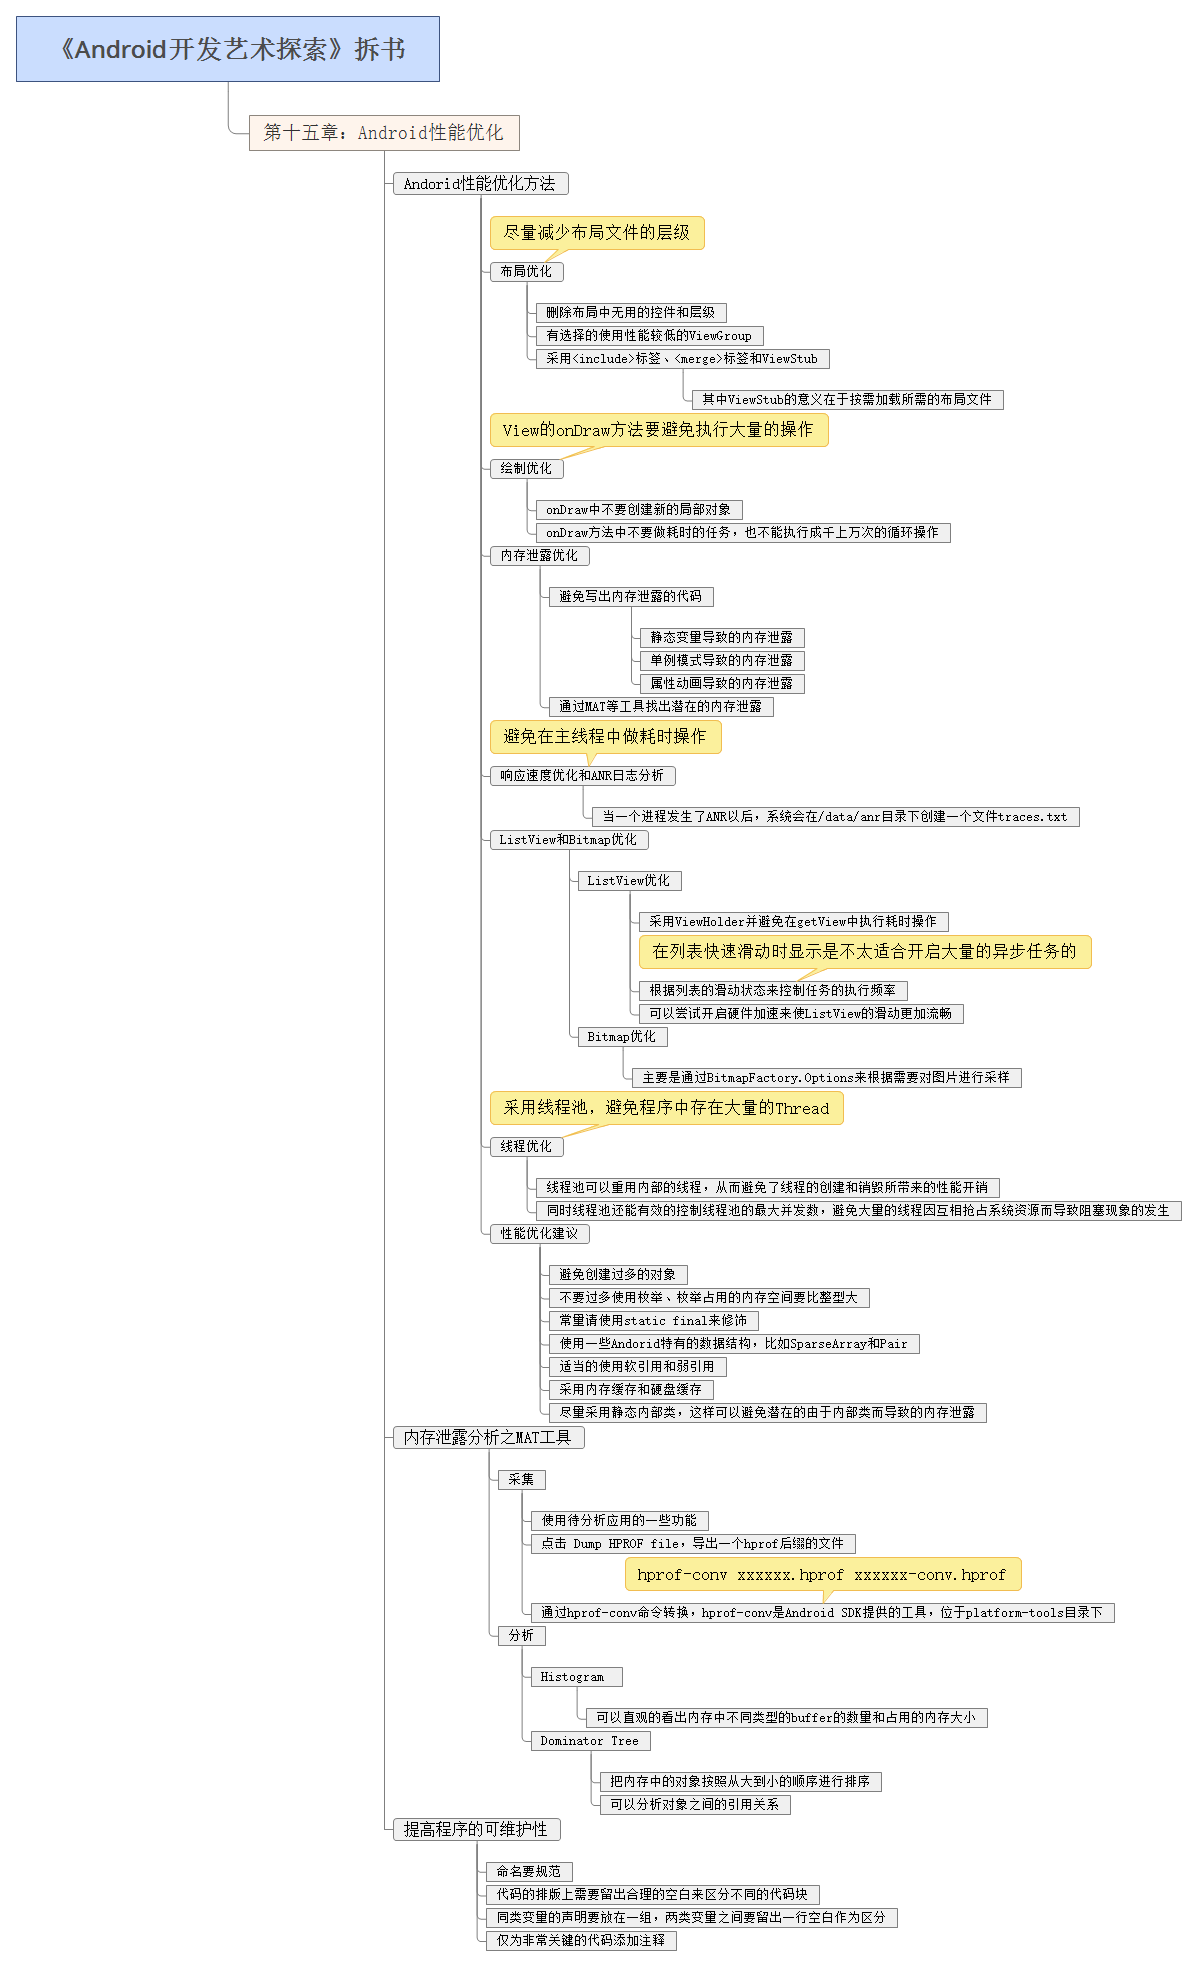 《Android开发艺术探索》拆书
第十五章：Android性能优化
Andorid性能优化方法
尽量减少布局文件的层级
布局优化
删除布局中无用的控件和层级
有选择的使用性能较低的ViewGroup
采用<include>标签、<merge>标签和ViewStub
其中ViewStub的意义在于按需加载所需的布局文件
View的onDraw方法要避免执行大量的操作
绘制优化
onDraw中不要创建新的局部对象
onDraw方法中不要做耗时的任务，也不能执行成千上万次的循环操作
内存泄露优化
避免写出内存泄露的代码
静态变量导致的内存泄露
单例模式导致的内存泄露
属性动画导致的内存泄露
通过MAT等工具找出潜在的内存泄露
避免在主线程中做耗时操作
响应速度优化和ANR日志分析
当一个进程发生了ANR以后，系统会在/data/anr目录下创建一个文件traces.txt
ListView和Bitmap优化
ListView优化
采用ViewHolder并避免在getView中执行耗时操作
在列表快速滑动时显示是不太适合开启大量的异步任务的
根据列表的滑动状态来控制任务的执行频率
可以尝试开启硬件加速来使ListView的滑动更加流畅
Bitmap优化
主要是通过BitmapFactory.Options来根据需要对图片进行采样
采用线程池，避免程序中存在大量的Thread
线程优化
线程池可以重用内部的线程，从而避免了线程的创建和销毁所带来的性能开销
同时线程池还能有效的控制线程池的最大并发数，避免大量的线程因互相抢占系统资源而导致阻塞现象的发生
性能优化建议
避免创建过多的对象
不要过多使用枚举、枚举占用的内存空间要比整型大
常量请使用static final来修饰
使用一些Andorid特有的数据结构，比如SparseArray和Pair
适当的使用软引用和弱引用
采用内存缓存和硬盘缓存
尽量采用静态内部类，这样可以避免潜在的由于内部类而导致的内存泄露
内存泄露分析之MAT工具
采集
使用待分析应用的一些功能
点击 Dump HPROF file，导出一个hprof后缀的文件
hprof-conv xxxxxx.hprof xxxxxx-conv.hprof
通过hprof-conv命令转换，hprof-conv是Android SDK提供的工具，位于platform-tools目录下
分析
Histogram
可以直观的看出内存中不同类型的buffer的数量和占用的内存大小
Dominator Tree
把内存中的对象按照从大到小的顺序进行排序
可以分析对象之间的引用关系
提高程序的可维护性
命名要规范
代码的排版上需要留出合理的空白来区分不同的代码块
同类变量的声明要放在一组，两类变量之间要留出一行空白作为区分
仅为非常关键的代码添加注释